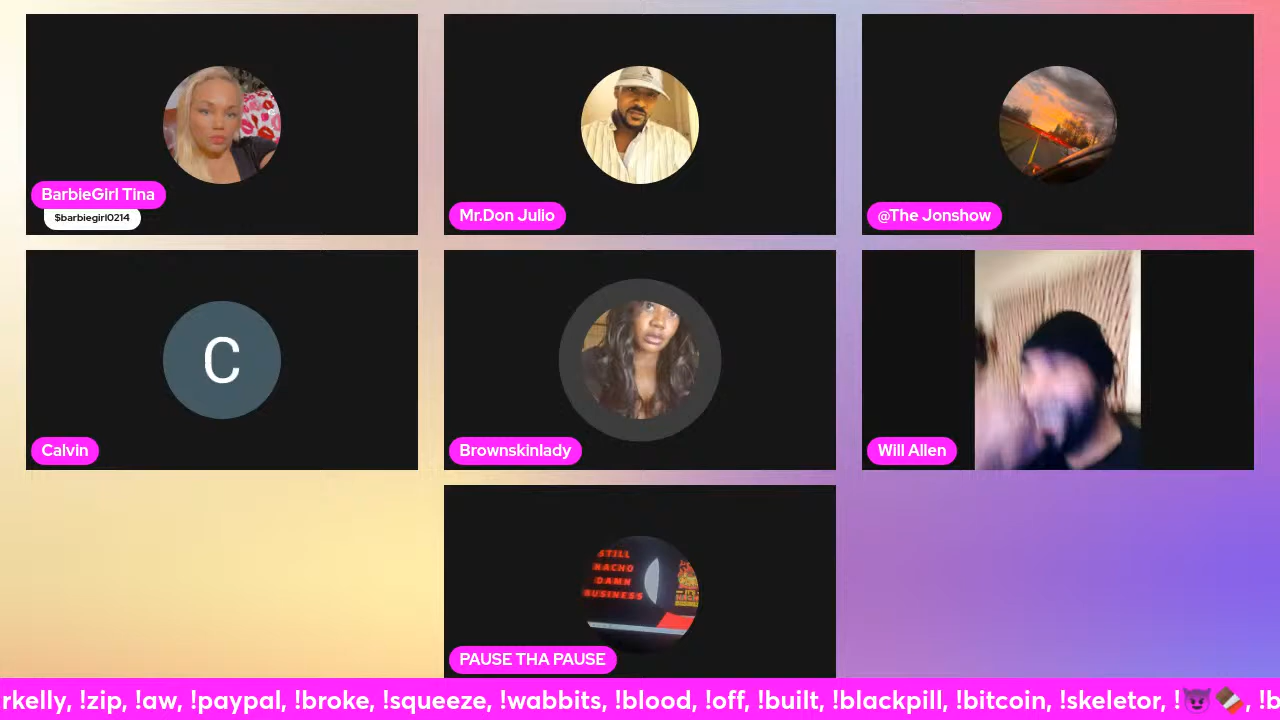 BarbieGirl Tina
$barbiegirl0214
Mr.Don Julio
@The Jonshow
C
Calvin
Brownskinlady
Will Allen
STILL
NACHO
DAMN
BUSINESS
PAUSE THA PAUSE
rkelly, !zip, !aw, !paypal, !broke, !squeeze, !wabbits, !blood, !off, !built, !blackpill, !bitcoin, !skeletor, !😈🍫, !b